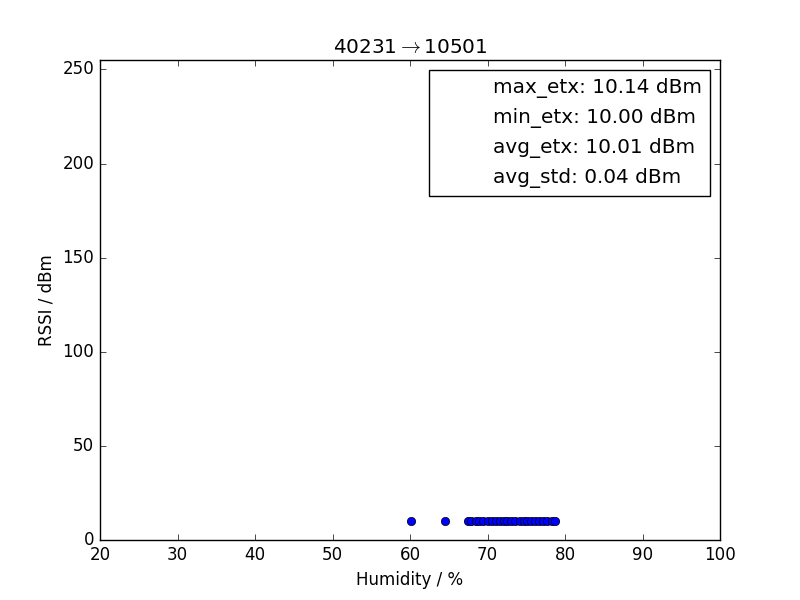 40231→10501
max_etx: 10.14 dBm
min_etx: 10.00 dBm
avg_etx: 10.01 dBm
avg_std: 0.04 dBm
RSSI / dBm
250
200
150
100
50
0
20 30 40 50 60 70 80 90 100
Humidity / %